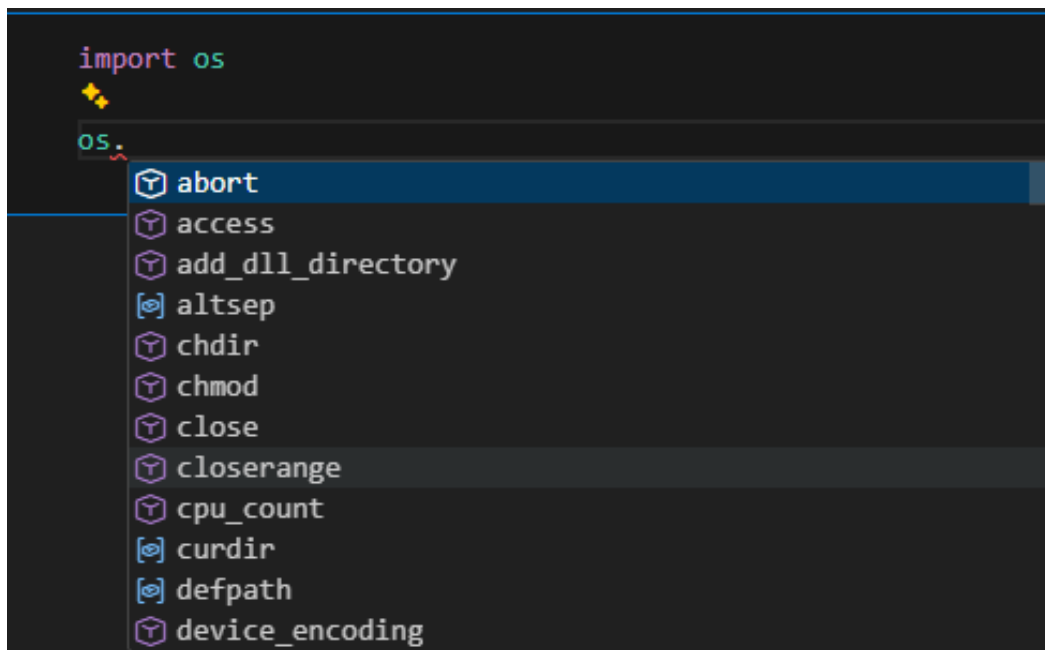 import os
os.
abort
access
add_dll_directory
altsep
chdir
chmod
close
closerange
cpu_count
curdir
defpath
device_encoding